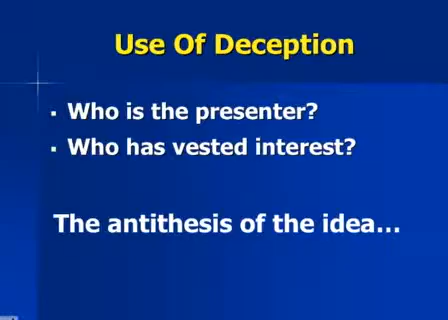 Use Of Deception
▪ Who is the presenter?
▪ Who has vested interest?
The antithesis of the idea...